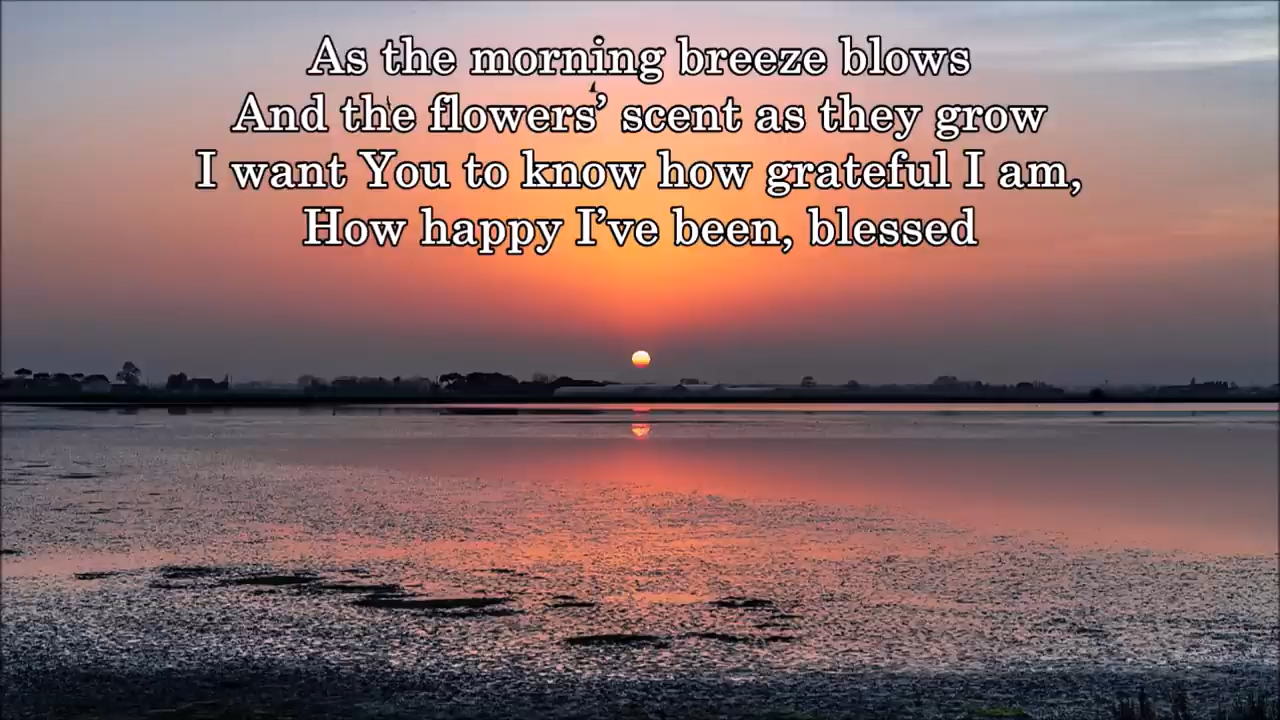 As the morning breeze blows
And the flowers’ scent as they grow
I want You to know how grateful I am,
How happy I’ve been, blessed